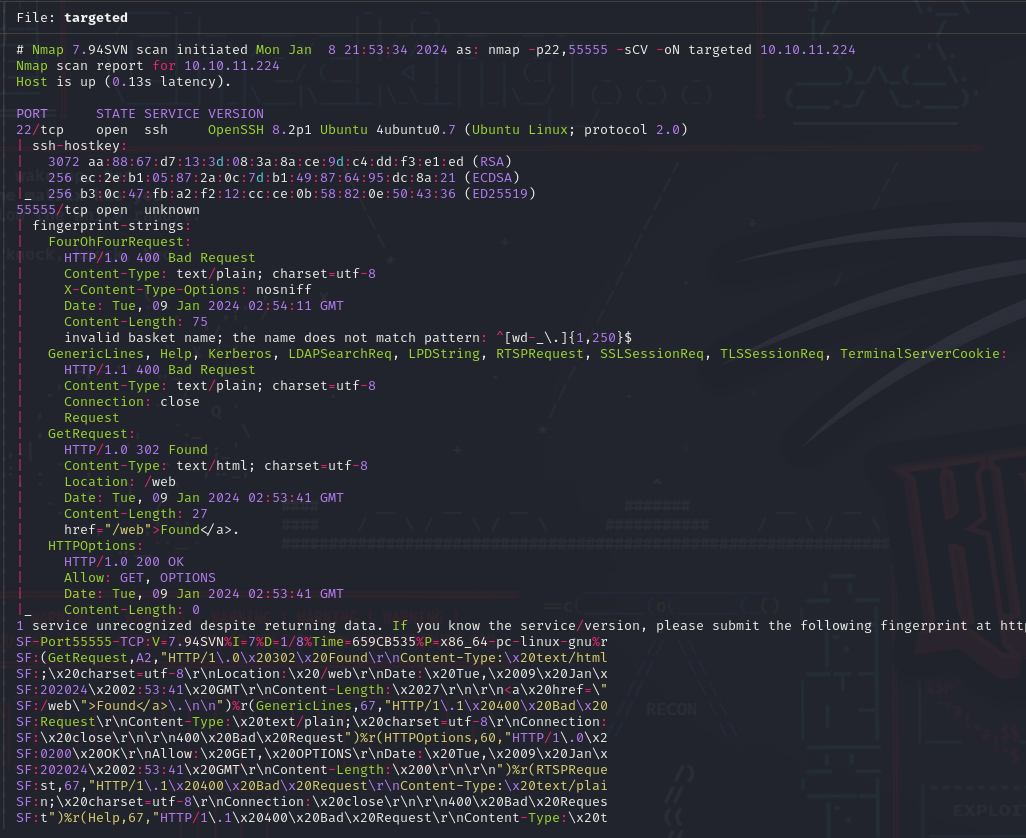 File: targeted
# Nmap 7.94SVN scan initiated Mon Jan  8 21:53:34 2024 as: nmap -p22,55555 -sCV -oN targeted 10.10.11.224
Nmap scan report for 10.10.11.224
Host is up (0.13s latency).
PORT      STATE SERVICE VERSION
22/tcp    open  ssh     OpenSSH 8.2p1 Ubuntu 4ubuntu0.7 (Ubuntu Linux; protocol 2.0)
| ssh-hostkey:
|   3072 aa:88:67:d7:13:3d:08:3a:8a:ce:9d:c4:dd:f3:e1:ed (RSA)
|   256 ec:2e:b1:05:87:2a:0c:7d:b1:49:87:64:95:dc:8a:21 (ECDSA)
|_  256 b3:0c:47:fb:a2:f2:12:cc:ce:0b:58:82:0e:50:43:36 (ED25519)
55555/tcp open  unknown
| fingerprint-strings:
|   FourOhFourRequest:
|     HTTP/1.0 400 Bad Request
|     Content-Type: text/plain; charset=utf-8
|     X-Content-Type-Options: nosniff
|     Date: Tue, 09 Jan 2024 02:54:11 GMT
|     Content-Length: 75
|     invalid basket name; the name does not match pattern: ^[wd-_\.]{1,250}$
|   GenericLines, Help, Kerberos, LDAPSearchReq, LPDString, RTSPRequest, SSLSessionReq, TLSSessionReq, TerminalServerCookie:
|     HTTP/1.1 400 Bad Request
|     Content-Type: text/plain; charset=utf-8
|     Connection: close
|     Request
|   GetRequest:
|     HTTP/1.0 302 Found
|     Content-Type: text/html; charset=utf-8
|     Location: /web
|     Date: Tue, 09 Jan 2024 02:53:41 GMT
|     Content-Length: 27
|     href="/web">Found</a>.
|   HTTPOptions:
|     HTTP/1.0 200 OK
|     Allow: GET, OPTIONS
|     Date: Tue, 09 Jan 2024 02:53:41 GMT
|_    Content-Length: 0
1 service unrecognized despite returning data. If you know the service/version, please submit the following fingerprint at http
SF-Port55555-TCP:V=7.94SVN%I=7%D=1/8%Time=659CB535%P=x86_64-pc-linux-gnu%r
SF:(GetRequest,A2,"HTTP/1\.0\x20302\x20Found\r\nContent-Type:\x20text/html
SF:;\x20charset=utf-8\r\nLocation:\x20/web\r\nDate:\x20Tue,\x2009\x20Jan\x
SF:202024\x2002:53:41\x20GMT\r\nContent-Length:\x2027\r\n\r\n<a\x20href=\"
SF:/web\">Found</a>\.\n\n")%r(GenericLines,67,"HTTP/1\.1\x20400\x20Bad\x20
SF:Request\r\nContent-Type:\x20text/plain;\x20charset=utf-8\r\nConnection:
SF:\x20close\r\n\r\n400\x20Bad\x20Request")%r(HTTPOptions,60,"HTTP/1\.0\x2
SF:0200\x20OK\r\nAllow:\x20GET,\x20OPTIONS\r\nDate:\x20Tue,\x2009\x20Jan\x
SF:202024\x2002:53:41\x20GMT\r\nContent-Length:\x200\r\n\r\n")%r(RTSPReque
SF:st,67,"HTTP/1\.1\x20400\x20Bad\x20Request\r\nContent-Type:\x20text/plai
SF:n;\x20charset=utf-8\r\nConnection:\x20close\r\n\r\n400\x20Bad\x20Reques
SF:t")%r(Help,67,"HTTP/1\.1\x20400\x20Bad\x20Request\r\nContent-Type:\x20t
RECON